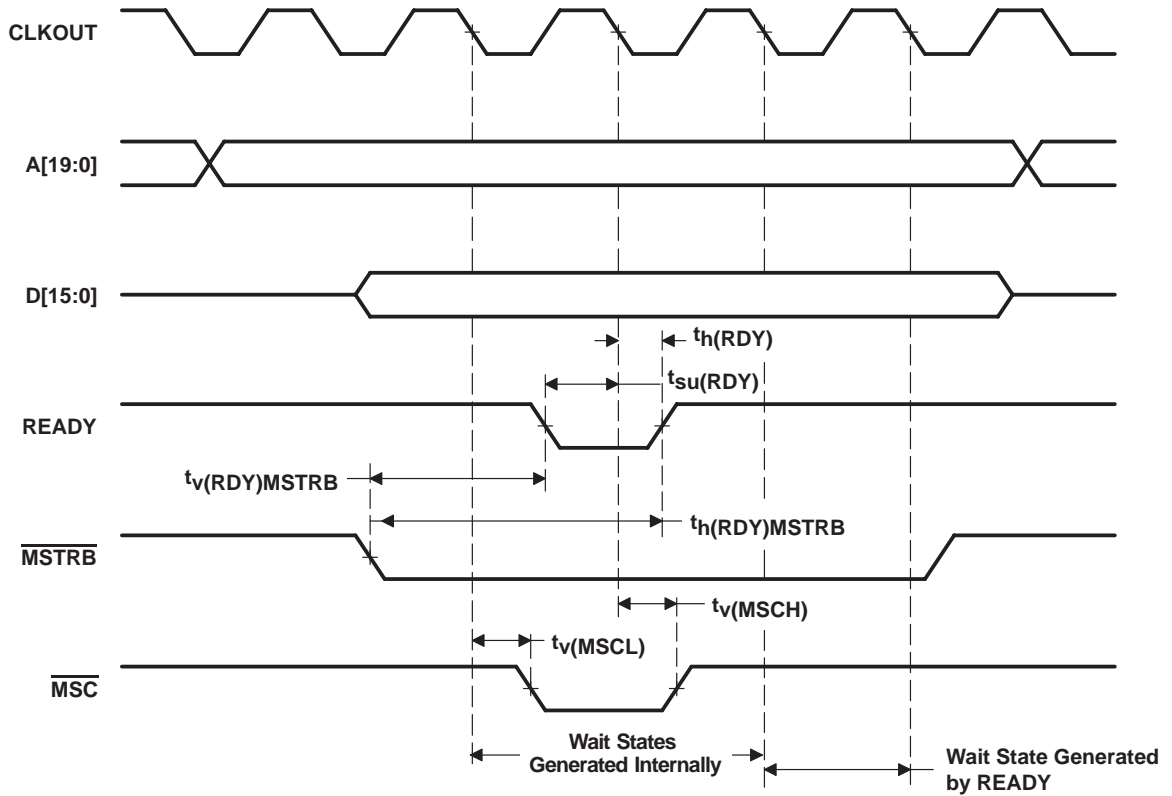 CLKOUT
A[19:0]
D[15:0]
th(RDY)
tsu(RDY)
READY
tv(RDY)MSTRB
th(RDY)MSTRB
MSTRB
tv(MSCH)
tv(MSCL)
MSC
Wait States
Generated Internally
Wait State Generated
by READY